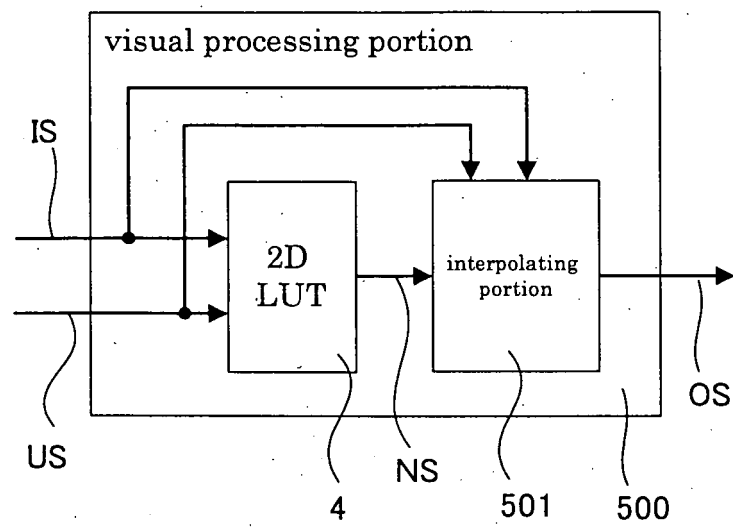 visual processing portion
IS
2D
LUT
interpolating
portion
US
NS
OS
4
501
500